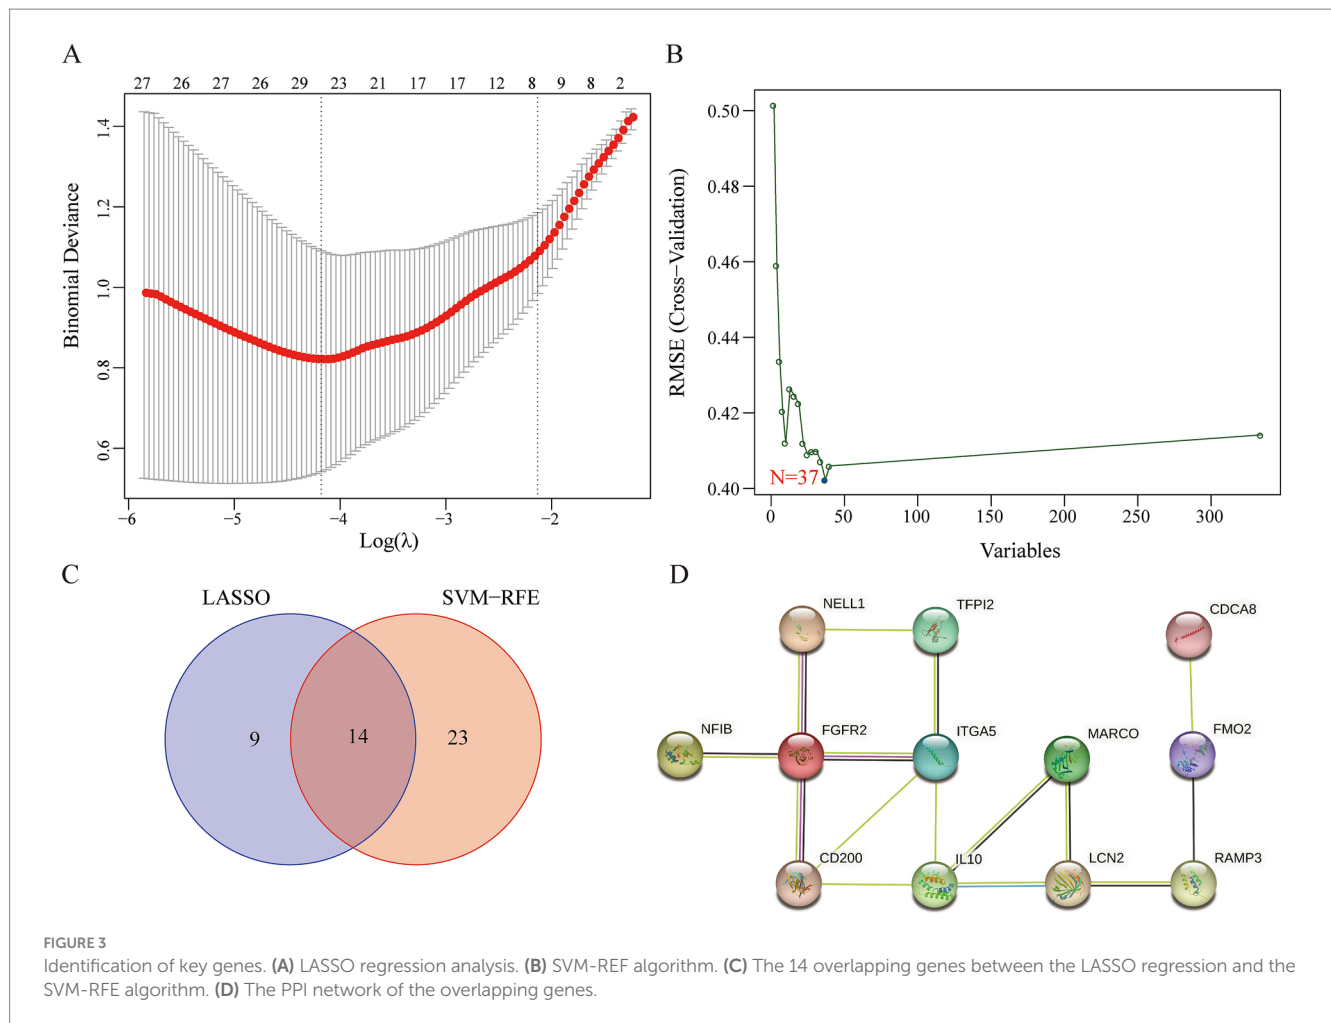 A
27 26 27 26 29 23 21 17 17 12 8 9 8 2
1.4
1.2
1.0
0.8
0.6
Binomial Deviance
−6 −5 −4 −3 −2
Log(λ)
B
0.50
0.48
0.46
0.44
0.42
0.40
RMSE (Cross−Validation)
N=37
0 50 100 150 200 250 300
Variables
C
LASSO SVM−RFE
9 14 23
D
NELL1 TFPI2 CDCA8
NFIB FGFR2 ITGA5 MARCO FMO2
CD200 IL10 LCN2 RAMP3
FIGURE 3
Identification of key genes. (A) LASSO regression analysis. (B) SVM-REF algorithm. (C) The 14 overlapping genes between the LASSO regression and the
SVM-RFE algorithm. (D) The PPI network of the overlapping genes.